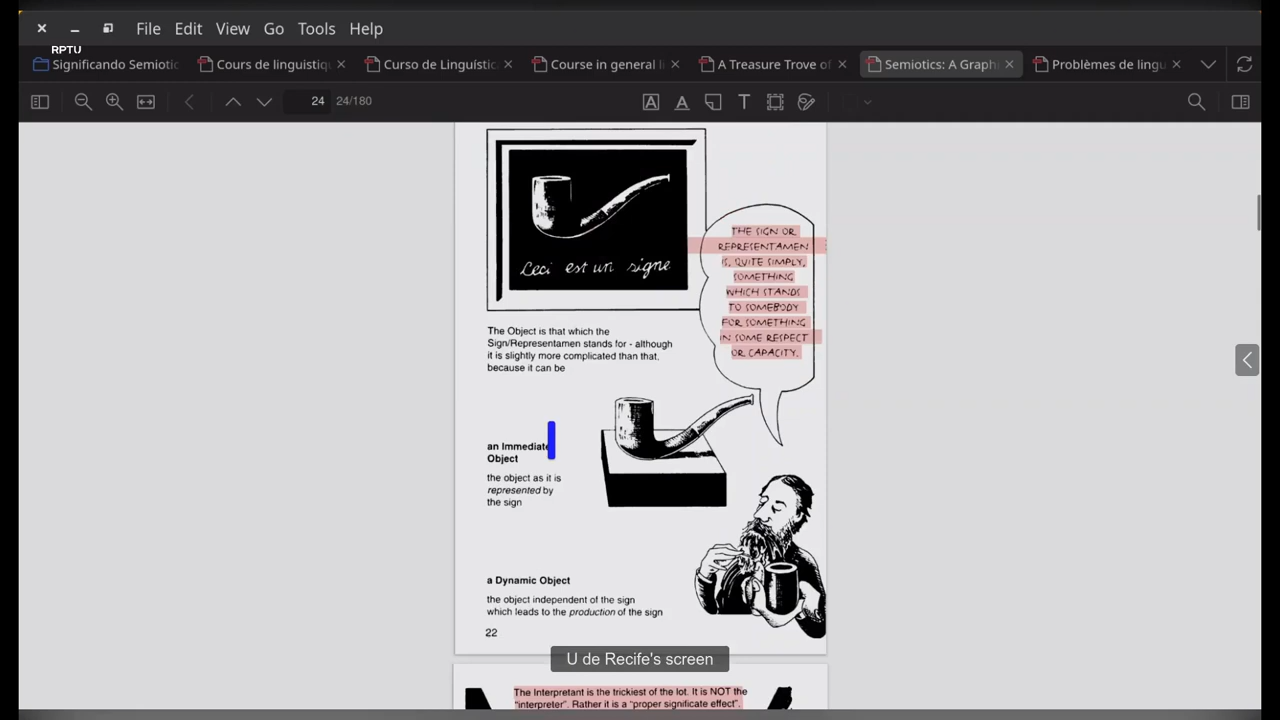 File Edit View Go Tools Help
RPTU
Significando Semiotic
Cours de linguistiqu
Curso de Linguístic
Course in general li
A Treasure Trove of
Semiotics: A Graph
Problèmes de lingu
24 24/180
Ceci est un signe
THE SIGN OR
REPRESENTAMEN
IS, QUITE SIMPLY,
SOMETHING
WHICH STANDS
TO SOMEBODY
FOR SOMETHING
IN SOME RESPECT
OR CAPACITY.
The Object is that which the
Sign/Representamen stands for - although
it is slightly more complicated than that,
because it can be
an Immediate
Object
the object as it is
represented by
the sign
a Dynamic Object
the object independent of the sign
which leads to the production of the sign
22
U de Recife's screen
The Interpretant is the trickiest of the lot. It is NOT the
"interpreter". Rather it is a "proper significate effect".